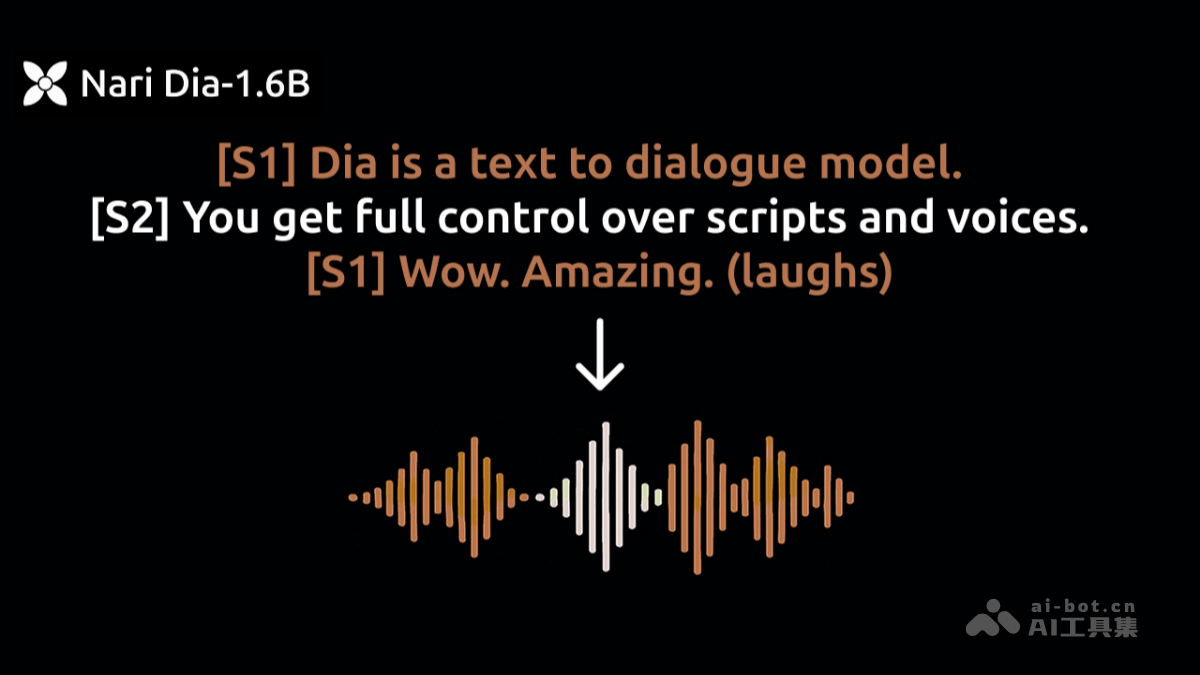 Nari Dia-1.6B
[S1] Dia is a text to dialogue model.
[S2] You get full control over scripts and voices.
[S1] Wow. Amazing. (laughs)
ai-bot.cn
AI工具集